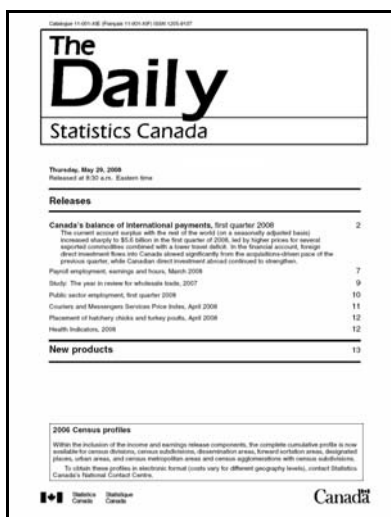 Catalogue 11-001-XIE (Français 11-001-XIF) ISSN 1205-9137
The
Daily
Statistics Canada
Thursday, May 29, 2008
Released at 8:30 a.m. Eastern time
Releases
Canada's balance of international payments, first quarter 2008 2
The current account surplus with the rest of the world (on a seasonally adjusted basis)
increased sharply to $5.6 billion in the first quarter of 2008, led by higher prices for several
exported commodities combined with a lower travel deficit. In the financial account, foreign
direct investment flows into Canada slowed significantly from the acquisitions-driven pace of the
previous quarter, while Canadian direct investment abroad continued to strengthen.
Payroll employment, earnings and hours, March 2008 7
Study: The year in review for wholesale trade, 2007 9
Public sector employment, first quarter 2008 10
Couriers and Messengers Services Price Index, April 2008 11
Placement of hatchery chicks and turkey poults, April 2008 12
Health Indicators, 2008 12
New products 13
2006 Census profiles
Within the inclusion of the income and earnings release components, the complete cumulative profile is now
available for census divisions, census subdivisions, dissemination areas, forward sortation areas, designated
places, urban areas, and census metropolitan areas and census agglomerations with census subdivisions.
To obtain these profiles in electronic format (costs vary for different geography levels), contact Statistics
Canada's National Contact Centre.
Statistics Statistique
Canada Canada
Canada